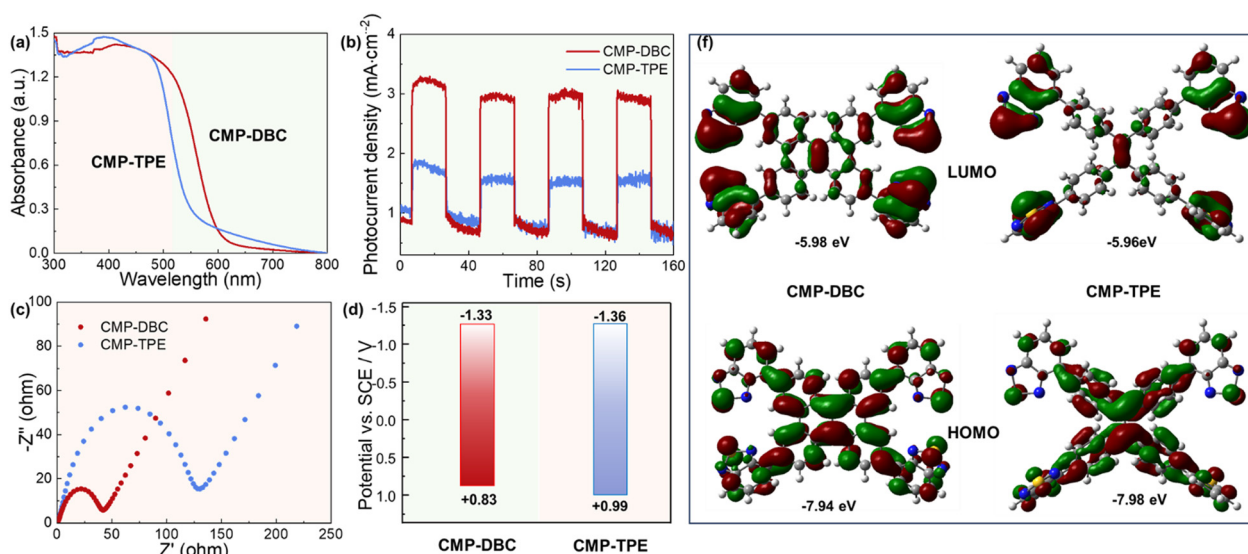 (a)
Absorbance (a.u.)
1.5
1.2
0.9
0.6
0.3
0.0
CMP-TPE
CMP-DBC
300 400 500 600 700 800
Wavelength (nm)
(b)
Photocurrent density (mA·cm⁻²)
4
3
2
1
CMP-DBC
CMP-TPE
0 40 80 120 160
Time (s)
(c)
-Z'' (ohm)
100
80
60
40
20
0
CMP-DBC
CMP-TPE
0 50 100 150 200 250
Z' (ohm)
(d)
Potential vs. SCE / V
-1.5
-1.0
-0.5
0.0
0.5
1.0
-1.33
+0.83
-1.36
+0.99
CMP-DBC CMP-TPE
(f)
LUMO
-5.98 eV
-5.96eV
CMP-DBC
CMP-TPE
HOMO
-7.94 eV
-7.98 eV